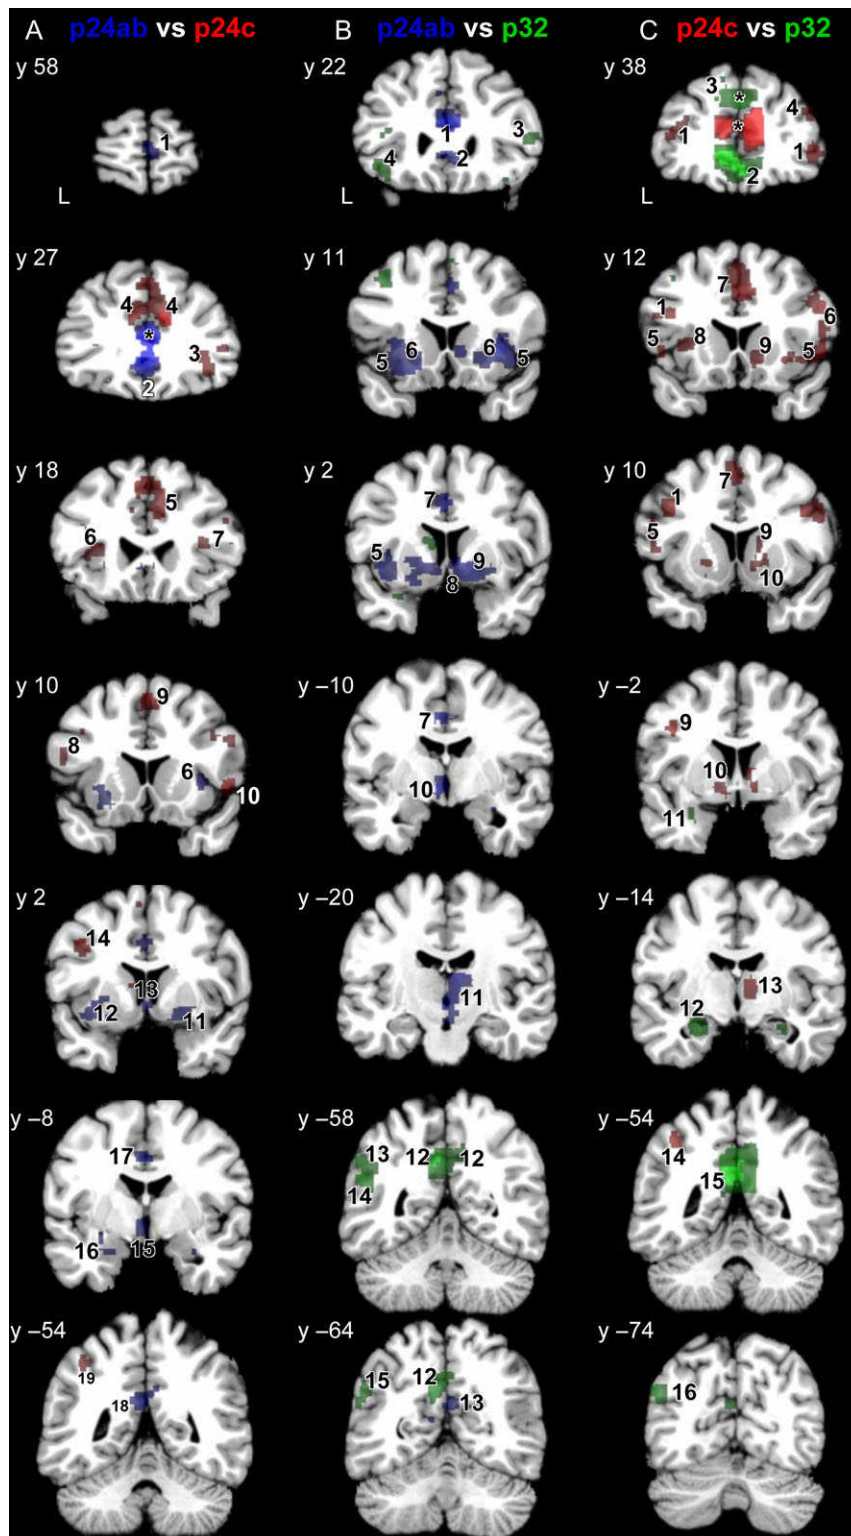 A p24ab vs p24c
B p24ab vs p32
C p24c vs p32
y 58
1
L
y 22
1
2
3
4
L
y 38
3
*
4
1
*
1
2
L
y 27
4
4
*
3
2
y 11
6
6
5
5
y 12
7
1
6
5
8
9
5
y 18
5
6
7
y 2
7
5
9
8
y 10
7
1
5
9
10
y 10
9
8
6
10
y –10
7
10
y –2
9
10
11
y 2
14
13
12
11
y –20
11
y –14
13
12
y –8
17
16
15
y –58
13
12
12
14
y –54
14
15
y –54
19
18
y –64
15
12
13
y –74
16